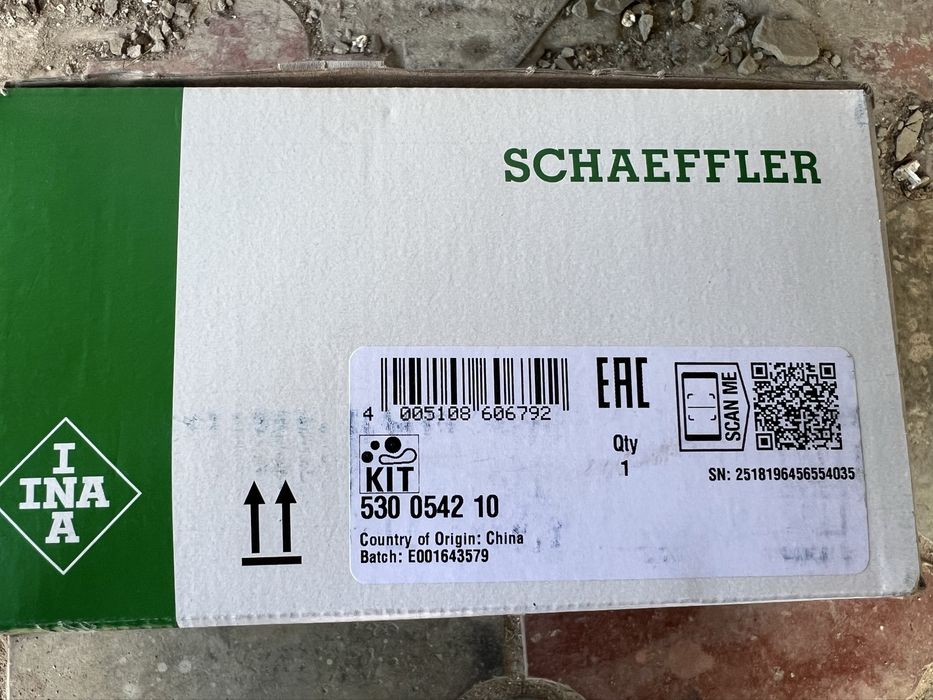 SCHAEFFLER
I
INA
A
4 005108 606792
EAC
SCAN ME
KIT
Qty
1
SN: 2518196456554035
530 0542 10
Country of Origin: China
Batch: E001643579